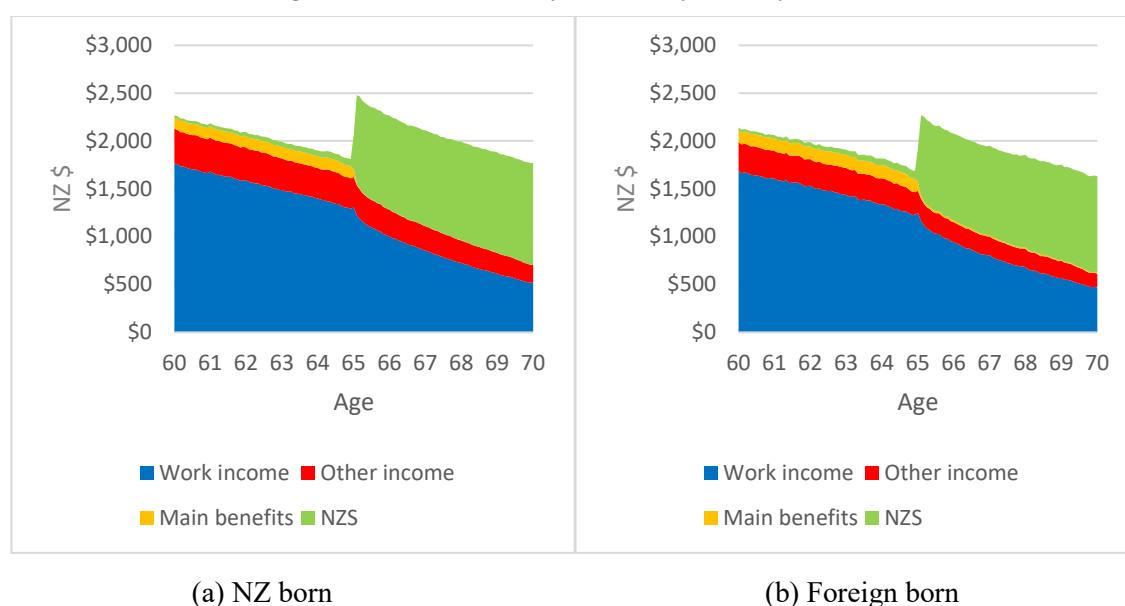 $3,000
$2,500
$2,000
$1,500
$1,000
$500
$0
NZ $
60 61 62 63 64 65 66 67 68 69 70
Age
Work income Other income
Main benefits NZS
(a) NZ born
$3,000
$2,500
$2,000
$1,500
$1,000
$500
$0
NZ $
60 61 62 63 64 65 66 67 68 69 70
Age
Work income Other income
Main benefits NZS
(b) Foreign born